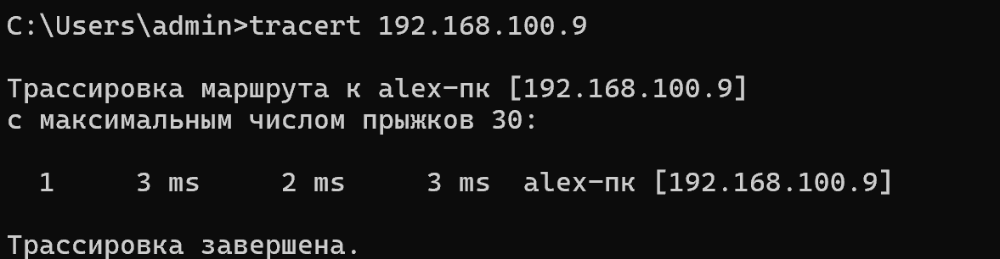 C:\Users\admin>tracert 192.168.100.9
Трассировка маршрута к alex-пк [192.168.100.9]
с максимальным числом прыжков 30:
1 3 ms 2 ms 3 ms alex-пк [192.168.100.9]
Трассировка завершена.